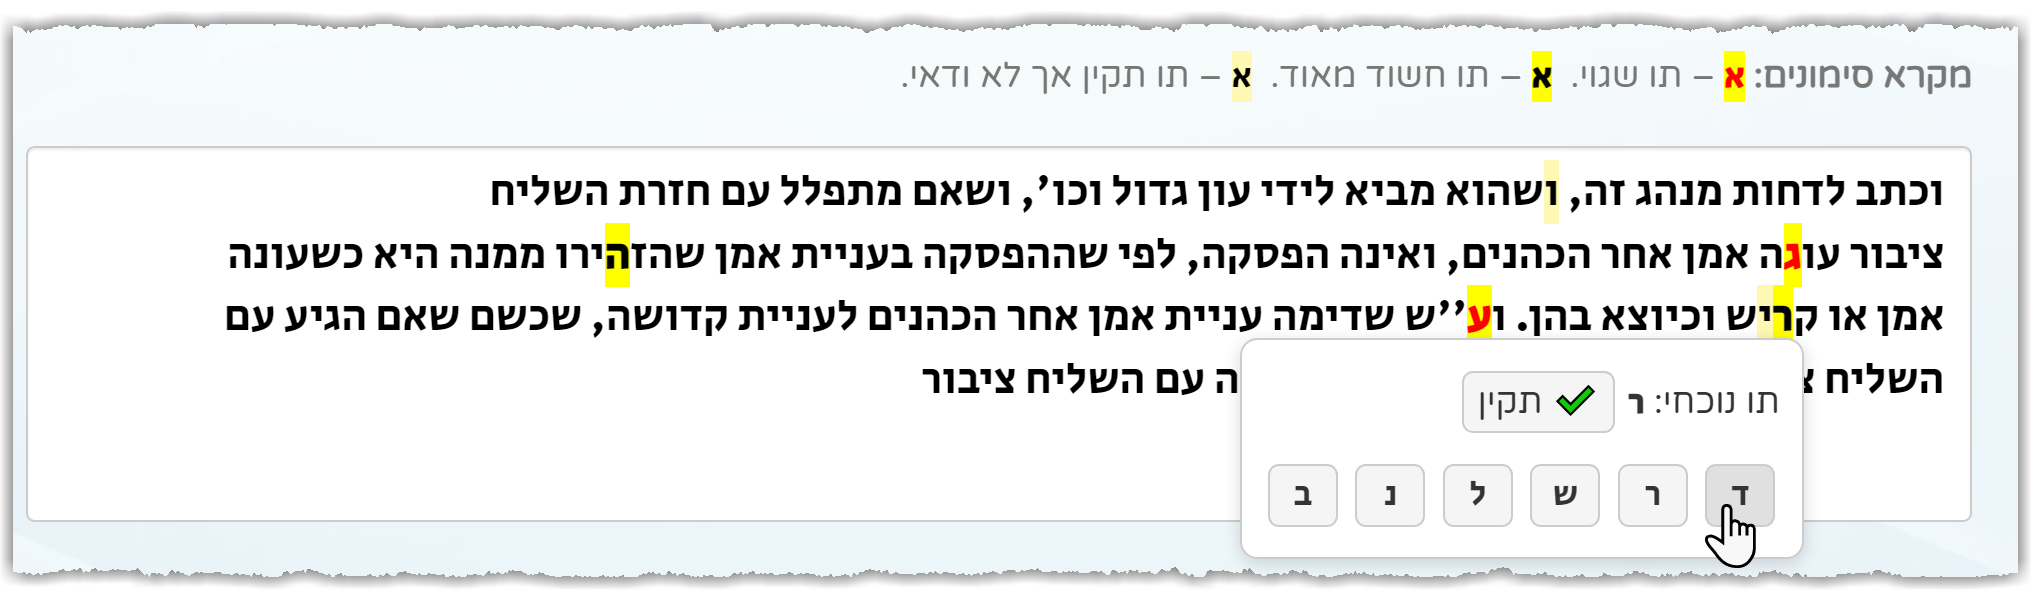 מקרא סימונים: א – תו שגוי. א – תו חשוד מאוד. א – תו תקין אך לא ודאי.
וכתב לדחות מנהג זה, ושהוא מביא לידי עון גדול וכו', ושאם מתפלל עם חזרת השליח
ציבור עוגה אמן אחר הכהנים, ואינה הפסקה, לפי שההפסקה בעניית אמן שהזהירו ממנה היא כשעונה
אמן או קריש וכיוצא בהן. וע''ש שדימה עניית אמן אחר הכהנים לעניית קדושה, שכשם שאם הגיע עם
השליח ה עם השליח ציבור
תו נוכחי: ר תקין
ד ר ש ל נ ב